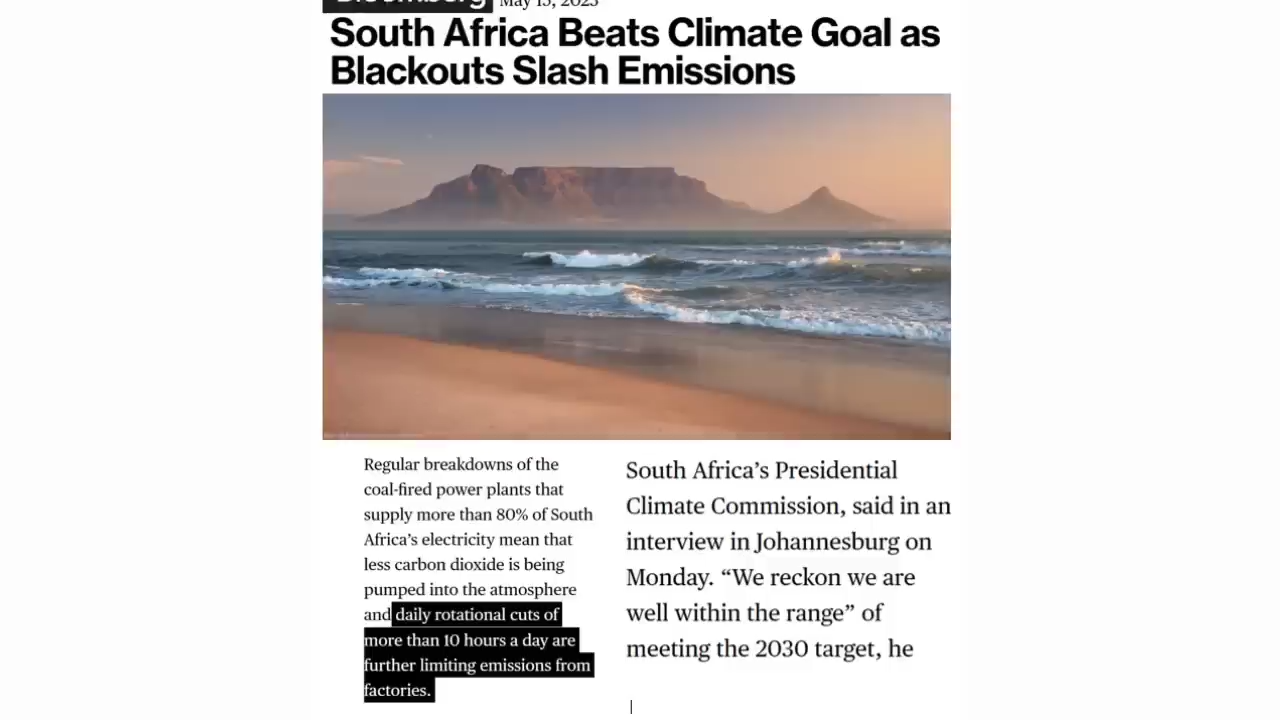 Bloomberg May 15, 2023
South Africa Beats Climate Goal as
Blackouts Slash Emissions
Regular breakdowns of the
coal-fired power plants that
supply more than 80% of South
Africa’s electricity mean that
less carbon dioxide is being
pumped into the atmosphere
and daily rotational cuts of
more than 10 hours a day are
further limiting emissions from
factories.
South Africa’s Presidential
Climate Commission, said in an
interview in Johannesburg on
Monday. “We reckon we are
well within the range” of
meeting the 2030 target, he